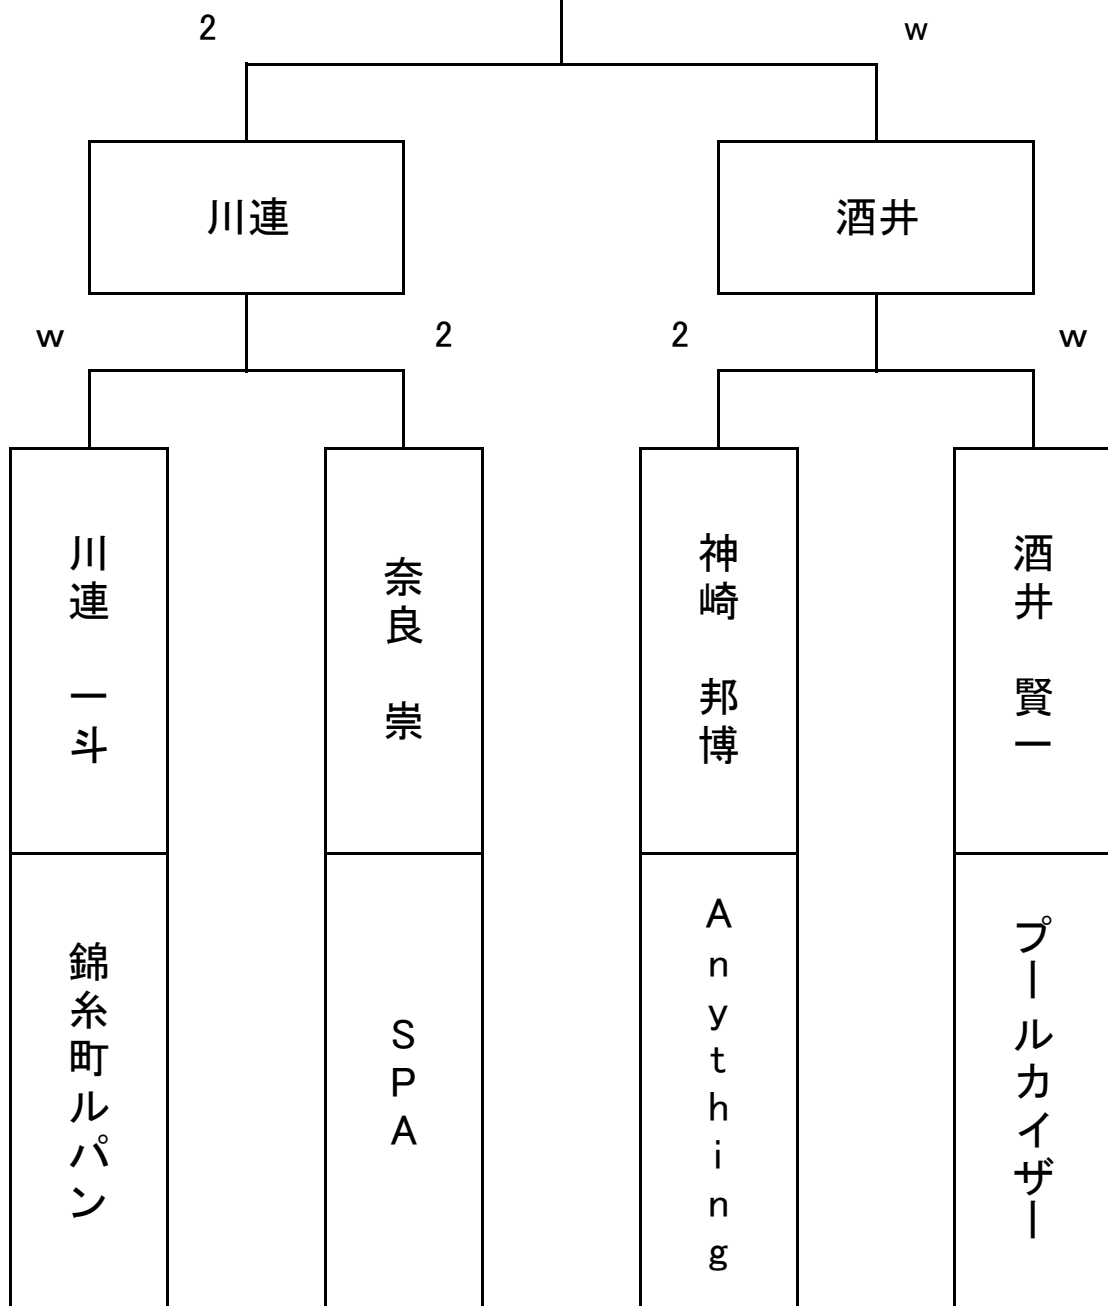 2
w
川連
酒井
w
2
2
w
川連　一斗
奈良　崇
神崎　邦博
酒井　賢一
錦糸町ルパン
SPA
Anything
プールカイザー